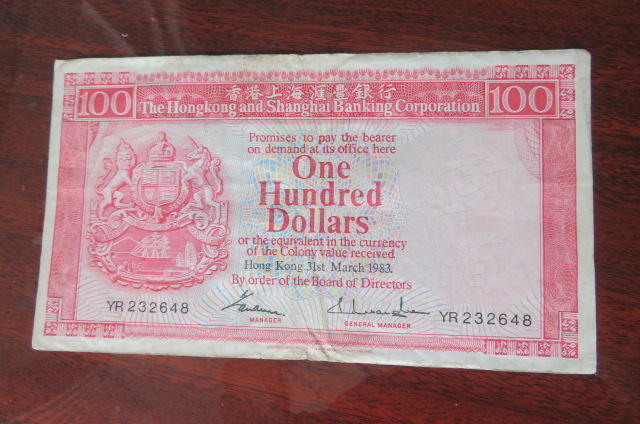 香港上海滙豐銀行
100 The Hongkong and Shanghai Banking Corporation 100
Promises to pay the bearer
on demand at its office here
One
Hundred
Dollars
or the equivalent in the currency
of the Colony value received
Hong Kong 31st March 1983.
By order of the Board of Directors
YR 232648
MANAGER
GENERAL MANAGER
YR 232648